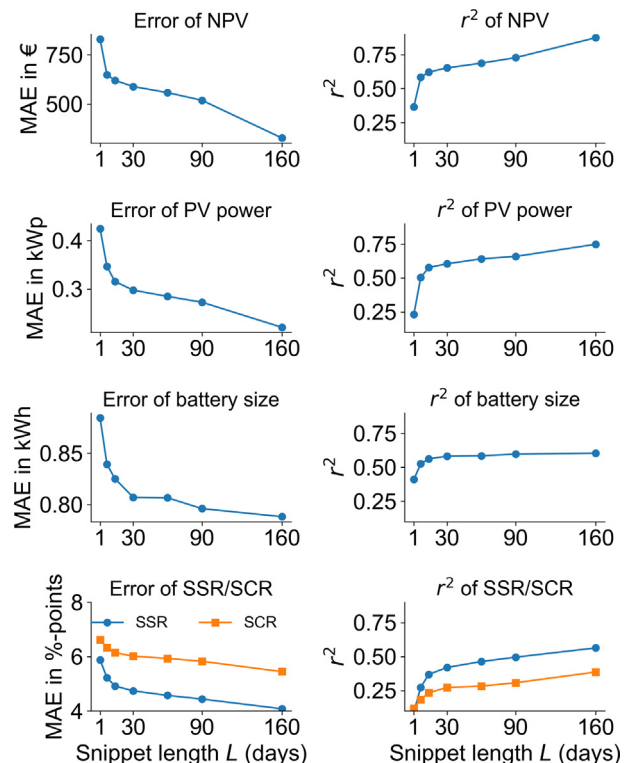 Error of NPV
MAE in €
750
500
1 30 90 160
r² of NPV
r²
0.75
0.50
0.25
1 30 90 160
Error of PV power
MAE in kWp
0.4
0.3
1 30 90 160
r² of PV power
r²
0.75
0.50
0.25
1 30 90 160
Error of battery size
MAE in kWh
0.85
0.80
1 30 90 160
r² of battery size
r²
0.75
0.50
0.25
1 30 90 160
Error of SSR/SCR
MAE in %-points
8
6
4
SSR SCR
1 30 90 160
Snippet length L (days)
r² of SSR/SCR
r²
0.75
0.50
0.25
1 30 90 160
Snippet length L (days)